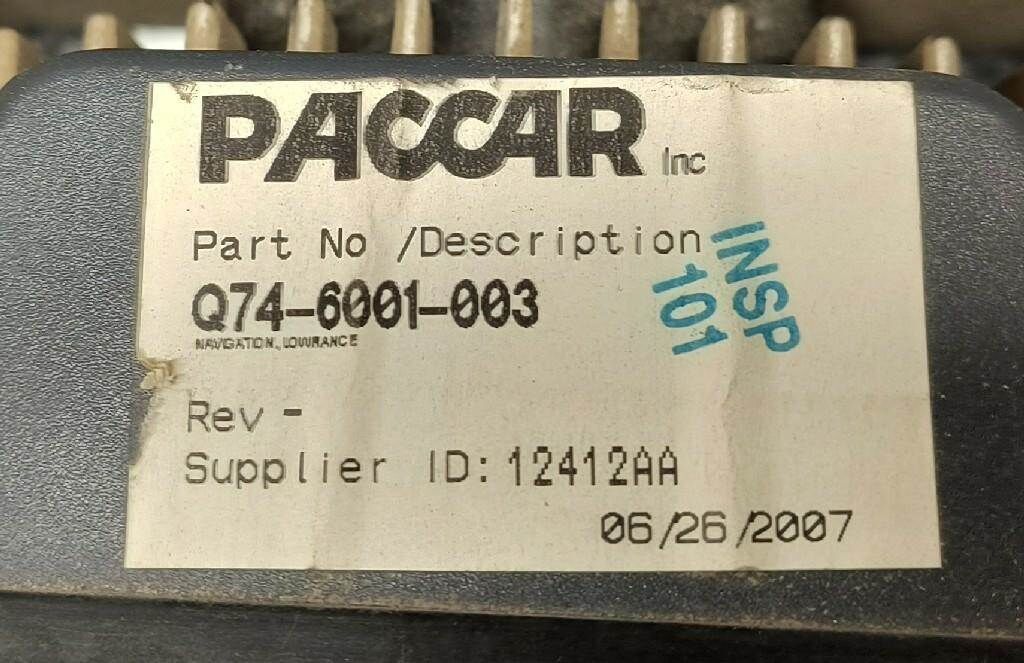 PACCAR Inc
Part No /Description
Q74-6001-003
NAVIGATION, LOWRANCE
Rev -
Supplier ID: 12412AA
06/26/2007
INSP
101